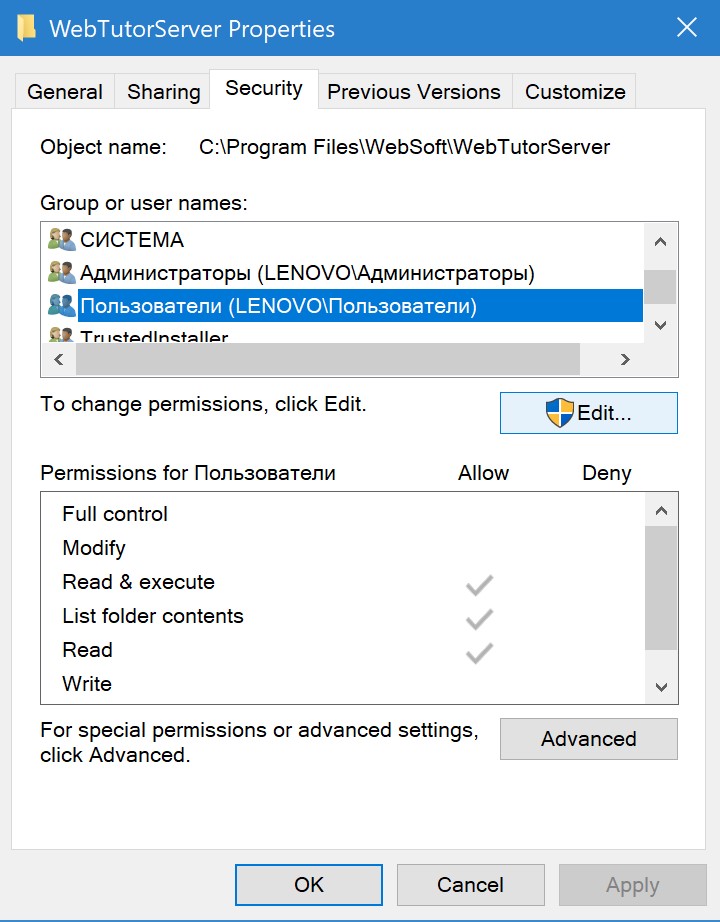 WebTutorServer Properties
General Sharing Security Previous Versions Customize
Object name: C:\Program Files\WebSoft\WebTutorServer
Group or user names:
СИСТЕМА
Администраторы (LENOVO\Администраторы)
Пользователи (LENOVO\Пользователи)
TrustedInstaller
To change permissions, click Edit.
Edit...
Permissions for Пользователи Allow Deny
Full control
Modify
Read & execute
List folder contents
Read
Write
For special permissions or advanced settings,
click Advanced.
Advanced
OK Cancel Apply